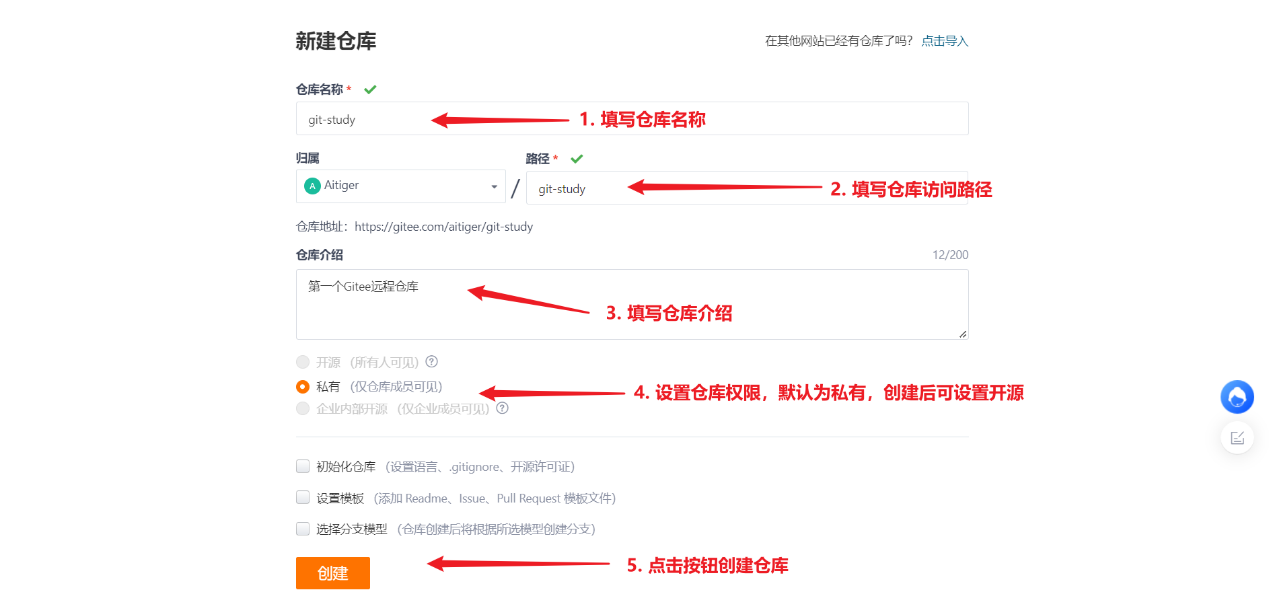 新建仓库
在其他网站已经有仓库了吗? 点击导入
仓库名称 *
git-study
1. 填写仓库名称
归属
路径 *
A Aitiger
/
git-study
2. 填写仓库访问路径
仓库地址：https://gitee.com/aitiger/git-study
仓库介绍
12/200
第一个Gitee远程仓库
3. 填写仓库介绍
开源 (所有人可见) ?
私有 (仅仓库成员可见)
4. 设置仓库权限，默认为私有，创建后可设置开源
企业内部开源 (仅企业成员可见) ?
初始化仓库 (设置语言、.gitignore、开源许可证)
设置模板 (添加 Readme、Issue、Pull Request 模板文件)
选择分支模型 (仓库创建后将根据所选模型创建分支)
创建
5. 点击按钮创建仓库